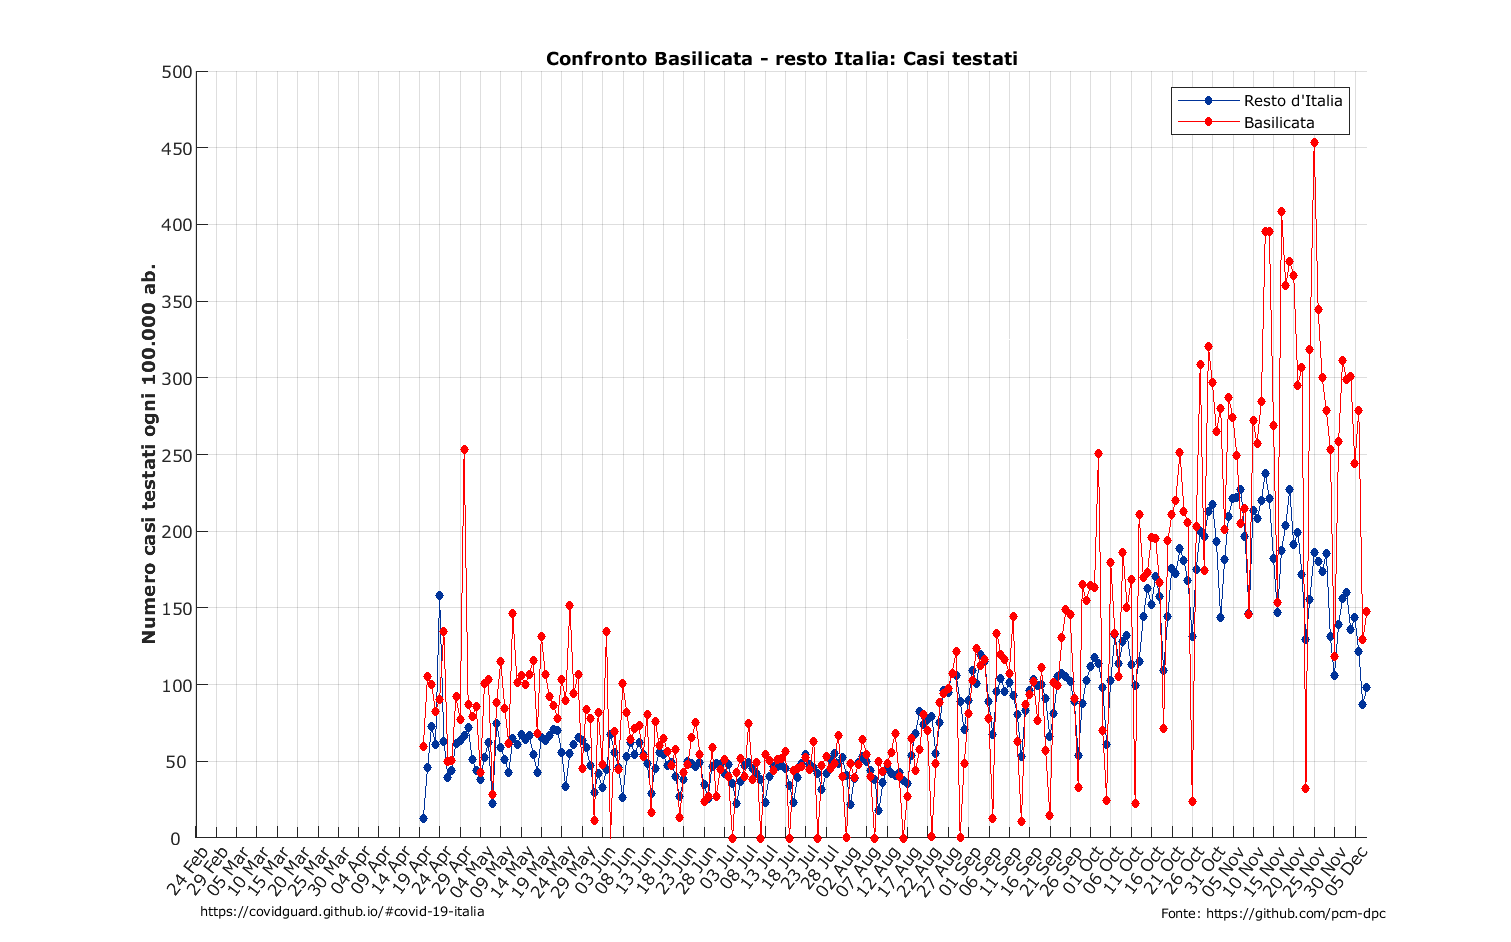 Confronto Basilicata - resto Italia: Casi testati
Resto d'Italia
Basilicata
Numero casi testati ogni 100.000 ab.
500
450
400
350
300
250
200
150
100
50
0
24 Feb
29 Feb
05 Mar
10 Mar
15 Mar
20 Mar
25 Mar
30 Mar
04 Apr
09 Apr
14 Apr
19 Apr
24 Apr
29 Apr
04 May
09 May
14 May
19 May
24 May
29 May
03 Jun
08 Jun
13 Jun
18 Jun
23 Jun
28 Jun
03 Jul
08 Jul
13 Jul
18 Jul
23 Jul
28 Jul
02 Aug
07 Aug
12 Aug
17 Aug
22 Aug
27 Aug
01 Sep
06 Sep
11 Sep
16 Sep
21 Sep
26 Sep
01 Oct
06 Oct
11 Oct
16 Oct
21 Oct
26 Oct
31 Oct
05 Nov
10 Nov
15 Nov
20 Nov
25 Nov
30 Nov
05 Dec
https://covidguard.github.io/#covid-19-italia
Fonte: https://github.com/pcm-dpc